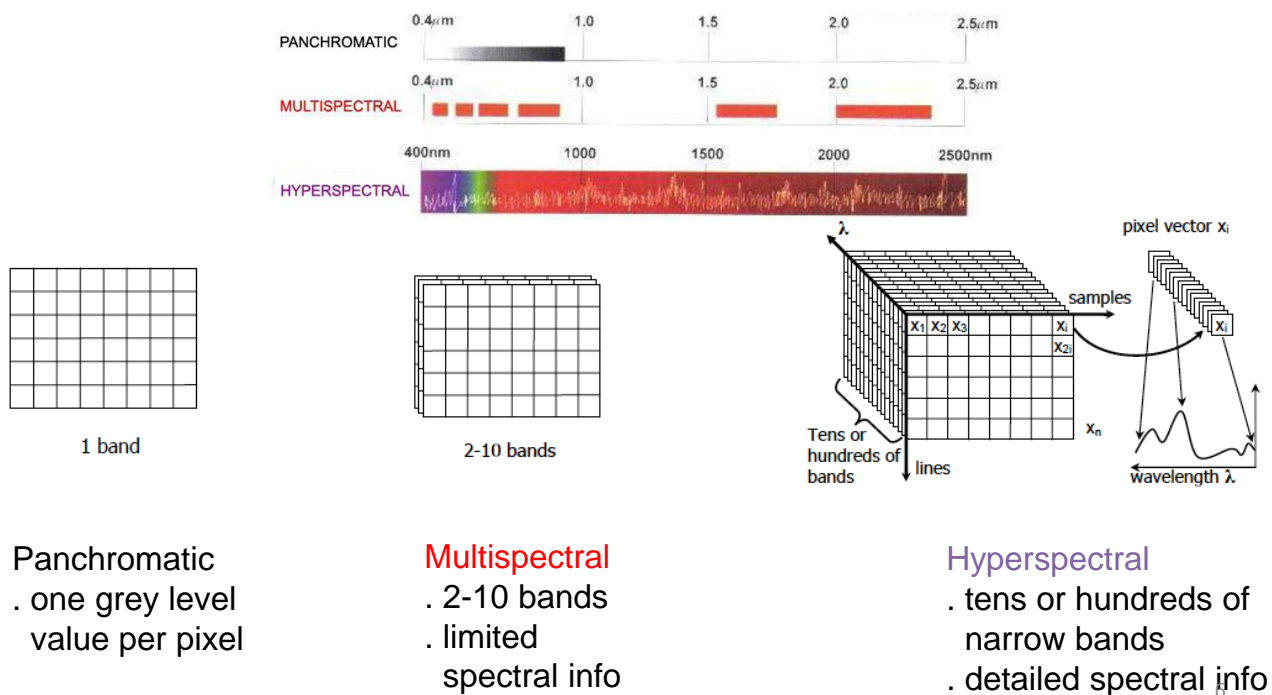 0.4μm 1.0 1.5 2.0 2.5μm
PANCHROMATIC
0.4μm 1.0 1.5 2.0 2.5μm
MULTISPECTRAL
400nm 1000 1500 2000 2500nm
HYPERSPECTRAL
1 band
2-10 bands
λ
pixel vector xᵢ
samples
x₁ x₂ x₃ xᵢ
x₂ᵢ
xₙ
xᵢ
Tens or
hundreds of
bands
lines
wavelength λ
Panchromatic
. one grey level
value per pixel
Multispectral
. 2-10 bands
. limited
spectral info
Hyperspectral
. tens or hundreds of
narrow bands
. detailed spectral info
6